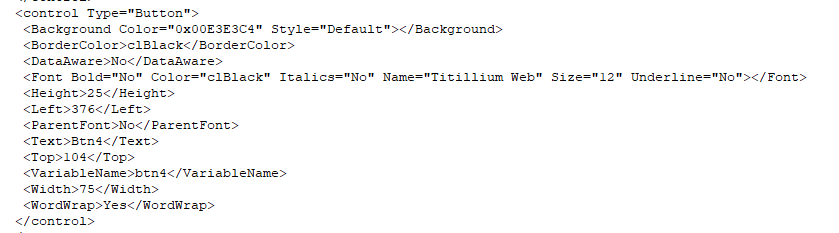 <control Type="Button">
<Background Color="0x00E3E3C4" Style="Default"></Background>
<BorderColor>clBlack</BorderColor>
<DataAware>No</DataAware>
<Font Bold="No" Color="clBlack" Italics="No" Name="Titillium Web" Size="12" Underline="No"></Font>
<Height>25</Height>
<Left>376</Left>
<ParentFont>No</ParentFont>
<Text>Btn4</Text>
<Top>104</Top>
<VariableName>btn4</VariableName>
<Width>75</Width>
<WordWrap>Yes</WordWrap>
</control>